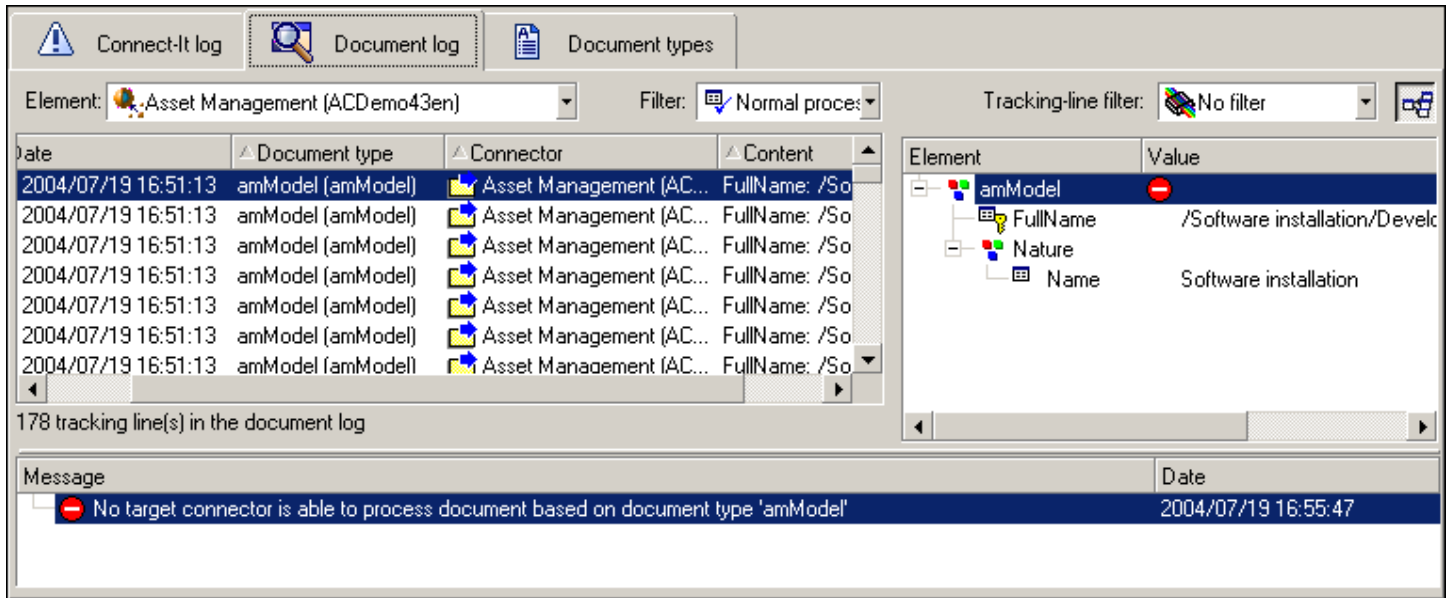 Connect-It log Document log Document types
Element: Asset Management (ACDemo43en) Filter: Normal proces Tracking-line filter: No filter
Date Document type Connector Content
2004/07/19 16:51:13 amModel (amModel) Asset Management (AC... FullName: /So
2004/07/19 16:51:13 amModel (amModel) Asset Management (AC... FullName: /So
2004/07/19 16:51:13 amModel (amModel) Asset Management (AC... FullName: /So
2004/07/19 16:51:13 amModel (amModel) Asset Management (AC... FullName: /So
2004/07/19 16:51:13 amModel (amModel) Asset Management (AC... FullName: /So
2004/07/19 16:51:13 amModel (amModel) Asset Management (AC... FullName: /So
2004/07/19 16:51:13 amModel (amModel) Asset Management (AC... FullName: /So
178 tracking line(s) in the document log
Element Value
amModel
FullName /Software installation/Develo
Nature
Name Software installation
Message Date
No target connector is able to process document based on document type 'amModel' 2004/07/19 16:55:47